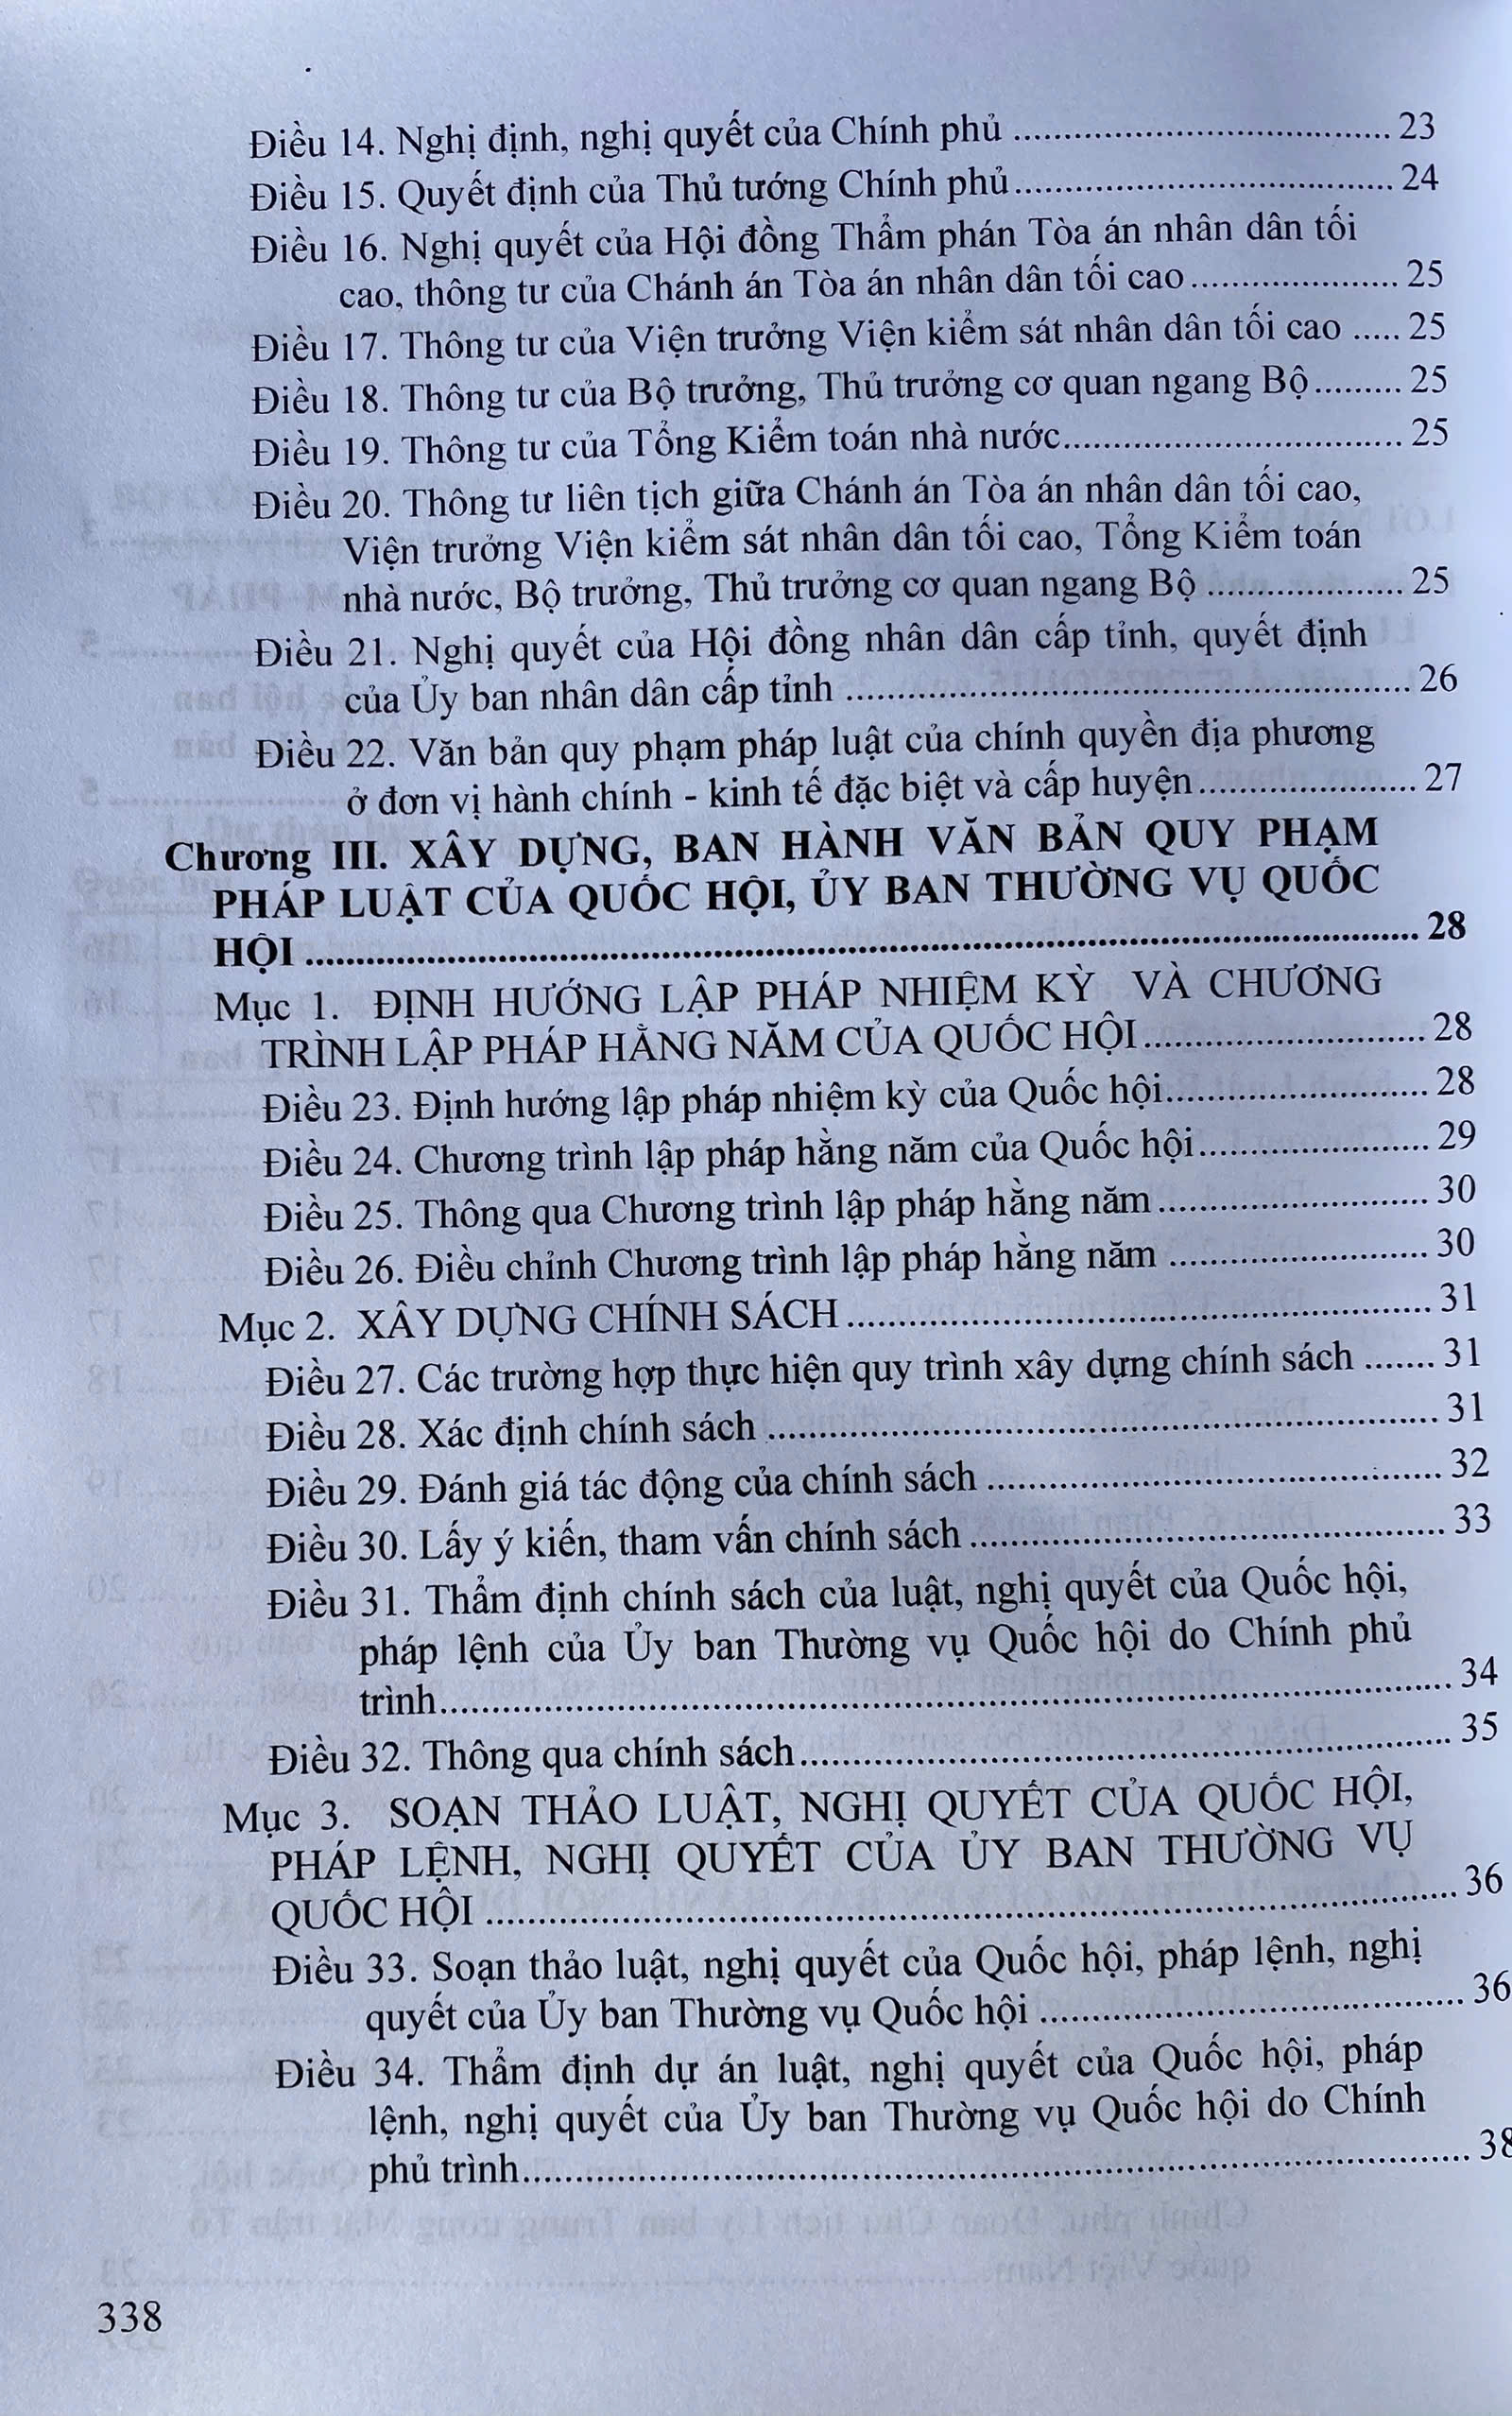 Điều 14. Nghị định, nghị quyết của Chính phủ .................................... 23
Điều 15. Quyết định của Thủ tướng Chính phủ.................................... 24
Điều 16. Nghị quyết của Hội đồng Thẩm phán Tòa án nhân dân tối
cao, thông tư của Chánh án Tòa án nhân dân tối cao .................... 25
Điều 17. Thông tư của Viện trưởng Viện kiểm sát nhân dân tối cao ..... 25
Điều 18. Thông tư của Bộ trưởng, Thủ trưởng cơ quan ngang Bộ ......... 25
Điều 19. Thông tư của Tổng Kiểm toán nhà nước................................. 25
Điều 20. Thông tư liên tịch giữa Chánh án Tòa án nhân dân tối cao,
Viện trưởng Viện kiểm sát nhân dân tối cao, Tổng Kiểm toán
nhà nước, Bộ trưởng, Thủ trưởng cơ quan ngang Bộ ................... 25
Điều 21. Nghị quyết của Hội đồng nhân dân cấp tỉnh, quyết định
của Ủy ban nhân dân cấp tỉnh ...................................................... 26
Điều 22. Văn bản quy phạm pháp luật của chính quyền địa phương
ở đơn vị hành chính - kinh tế đặc biệt và cấp huyện ..................... 27
Chương III. XÂY DỰNG, BAN HÀNH VĂN BẢN QUY PHẠM
PHÁP LUẬT CỦA QUỐC HỘI, ỦY BAN THƯỜNG VỤ QUỐC
HỘI ............................................................................................ 28
Mục 1. ĐỊNH HƯỚNG LẬP PHÁP NHIỆM KỲ VÀ CHƯƠNG
TRÌNH LẬP PHÁP HẰNG NĂM CỦA QUỐC HỘI ........................... 28
Điều 23. Định hướng lập pháp nhiệm kỳ của Quốc hội......................... 28
Điều 24. Chương trình lập pháp hằng năm của Quốc hội...................... 29
Điều 25. Thông qua Chương trình lập pháp hằng năm .......................... 30
Điều 26. Điều chỉnh Chương trình lập pháp hằng năm ......................... 30
Mục 2. XÂY DỰNG CHÍNH SÁCH ........................................................ 31
Điều 27. Các trường hợp thực hiện quy trình xây dựng chính sách ....... 31
Điều 28. Xác định chính sách ................................................................ 31
Điều 29. Đánh giá tác động của chính sách ........................................... 32
Điều 30. Lấy ý kiến, tham vấn chính sách ............................................. 33
Điều 31. Thẩm định chính sách của luật, nghị quyết của Quốc hội,
pháp lệnh của Ủy ban Thường vụ Quốc hội do Chính phủ
trình................................................................................................ 34
Điều 32. Thông qua chính sách.............................................................. 35
Mục 3. SOẠN THẢO LUẬT, NGHỊ QUYẾT CỦA QUỐC HỘI,
PHÁP LỆNH, NGHỊ QUYẾT CỦA ỦY BAN THƯỜNG VỤ
QUỐC HỘI ............................................................................................ 36
Điều 33. Soạn thảo luật, nghị quyết của Quốc hội, pháp lệnh, nghị
quyết của Ủy ban Thường vụ Quốc hội ........................................ 36
Điều 34. Thẩm định dự án luật, nghị quyết của Quốc hội, pháp
lệnh, nghị quyết của Ủy ban Thường vụ Quốc hội do Chính
phủ trình.......................................................................................... 38
338